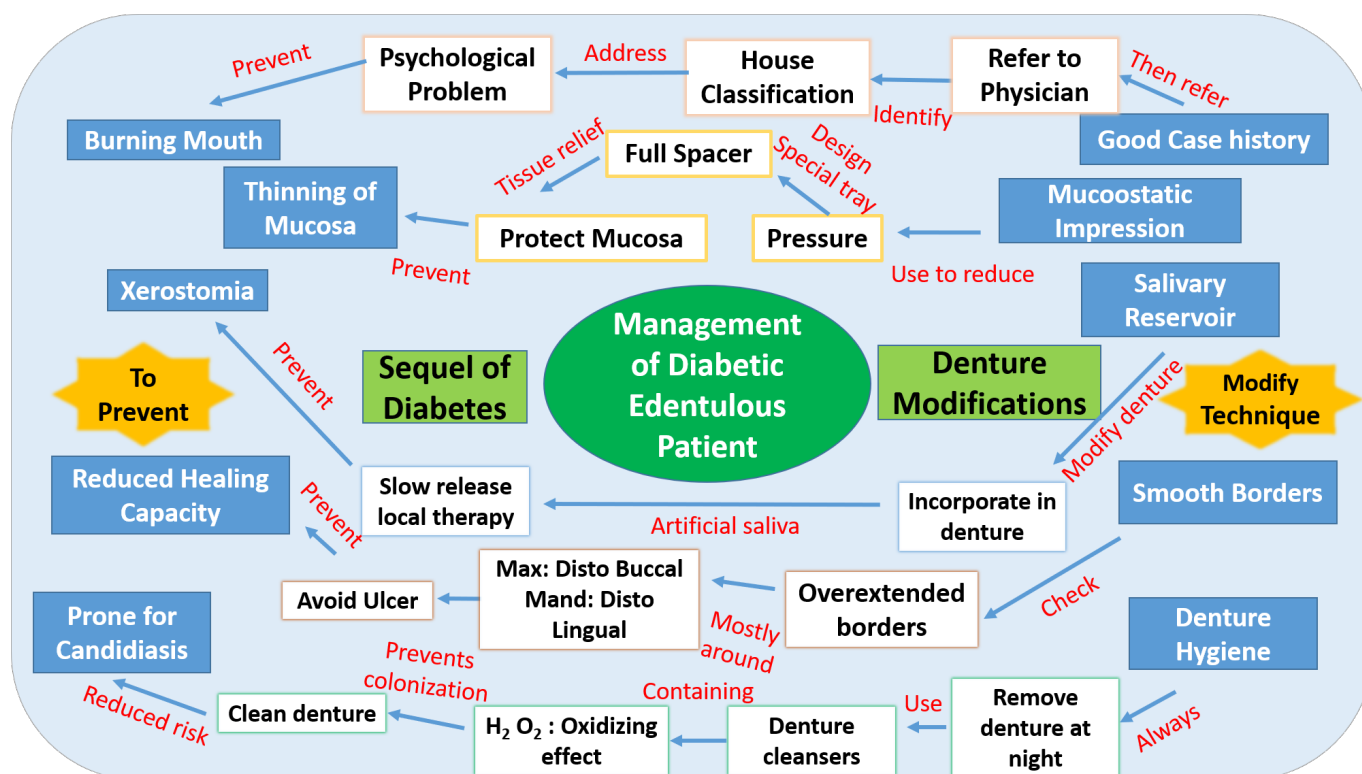 Prevent
Psychological
Problem
Address
House
Classification
Identify
Refer to
Physician
Then refer
Good Case history
Burning Mouth
Thinning of
Mucosa
Prevent
Protect Mucosa
Tissue relief
Full Spacer
Design
Special tray
Pressure
Use to reduce
Mucoostatic
Impression
Xerostomia
Salivary
Reservoir
To
Prevent
Prevent
Sequel of
Diabetes
Management
of Diabetic
Edentulous
Patient
Denture
Modifications
Modify
Technique
Modify denture
Reduced Healing
Capacity
Prevent
Slow release
local therapy
Artificial saliva
Incorporate in
denture
Smooth Borders
Avoid Ulcer
Max: Disto Buccal
Mand: Disto
Lingual
Mostly
around
Overextended
borders
Check
Prone for
Candidiasis
Reduced risk
Clean denture
Prevents
colonization
H₂ O₂ : Oxidizing
effect
Containing
Denture
cleansers
Use
Remove
denture at
night
Always
Denture
Hygiene